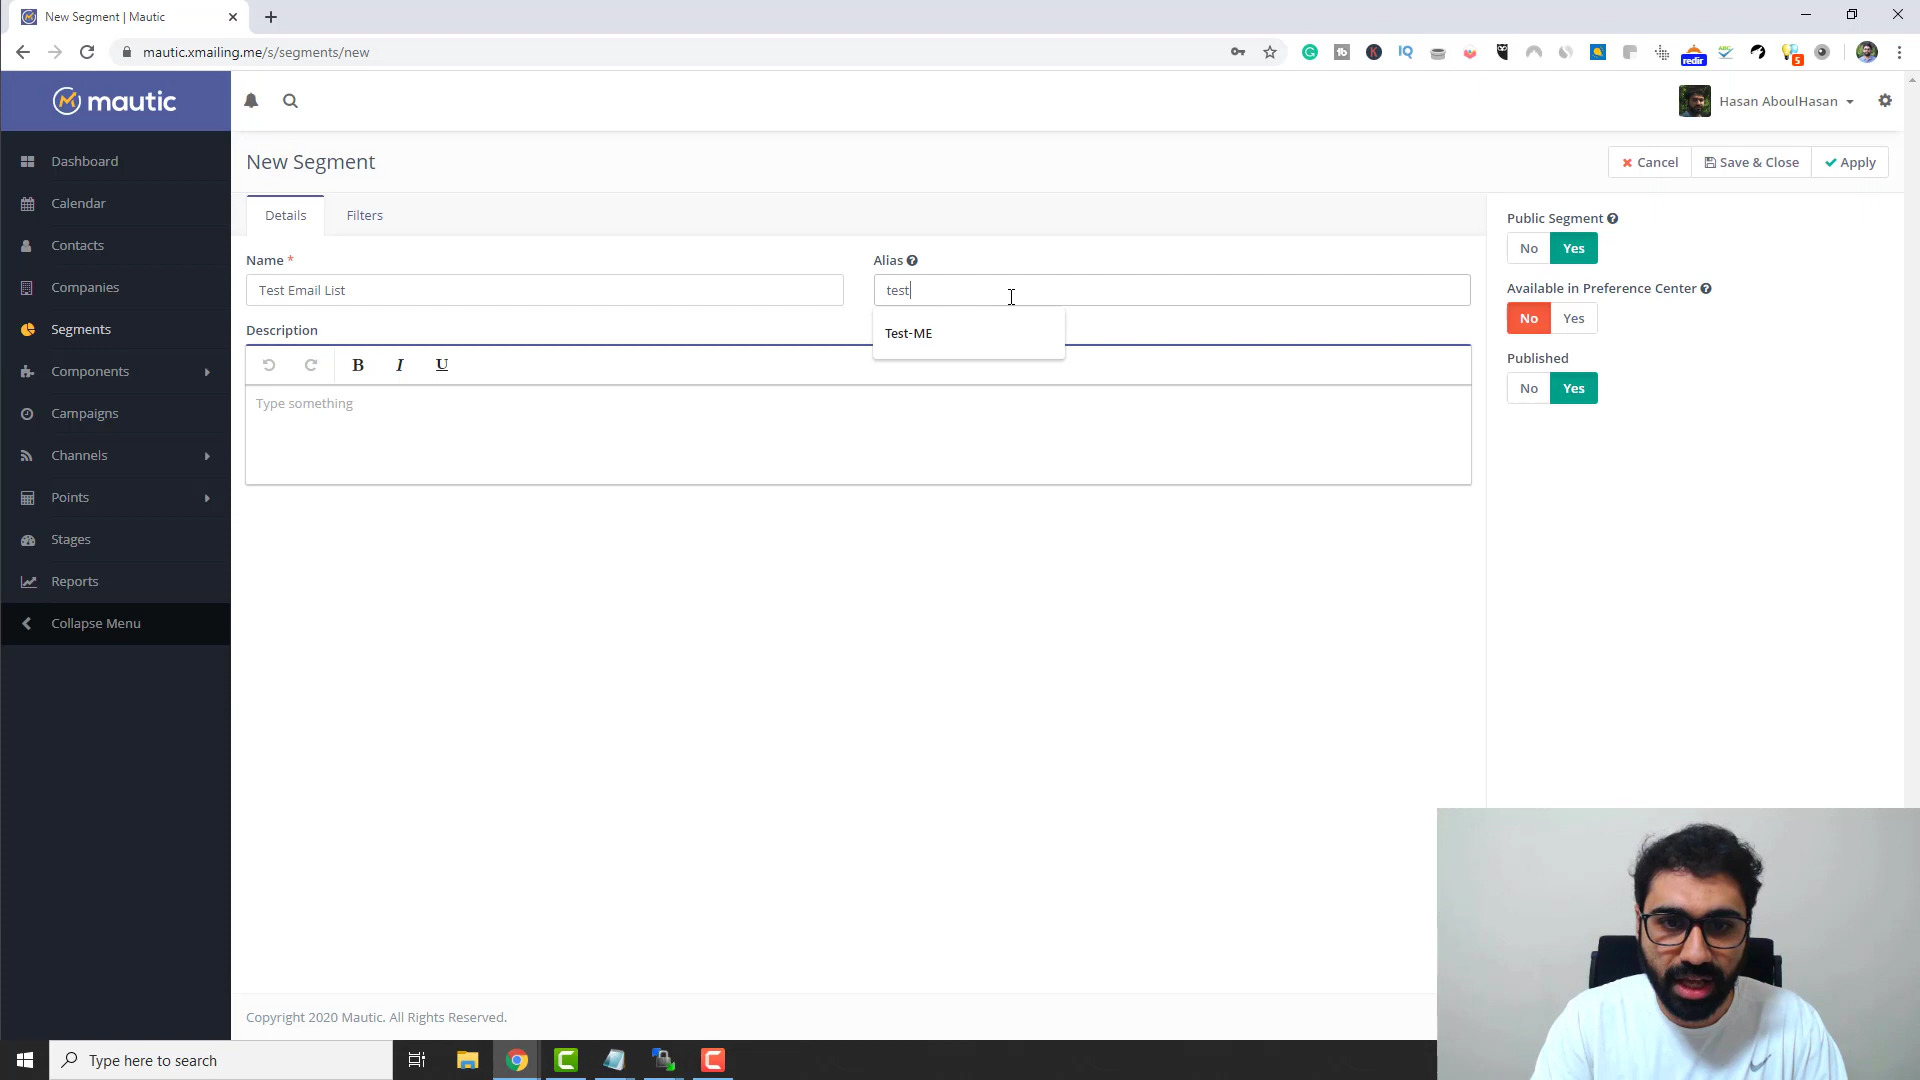 New Segment | Mautic
mautic.xmailing.me/s/segments/new
redir
5
mautic
Hasan AboulHasan
Dashboard
Calendar
Contacts
Companies
Segments
Components
Campaigns
Channels
Points
Stages
Reports
Collapse Menu
New Segment
Cancel
Save & Close
Apply
Details
Filters
Name *
Test Email List
Alias
test
Test-ME
Description
B I U
Type something
Public Segment
No Yes
Available in Preference Center
No Yes
Published
No Yes
Copyright 2020 Mautic. All Rights Reserved.
Type here to search